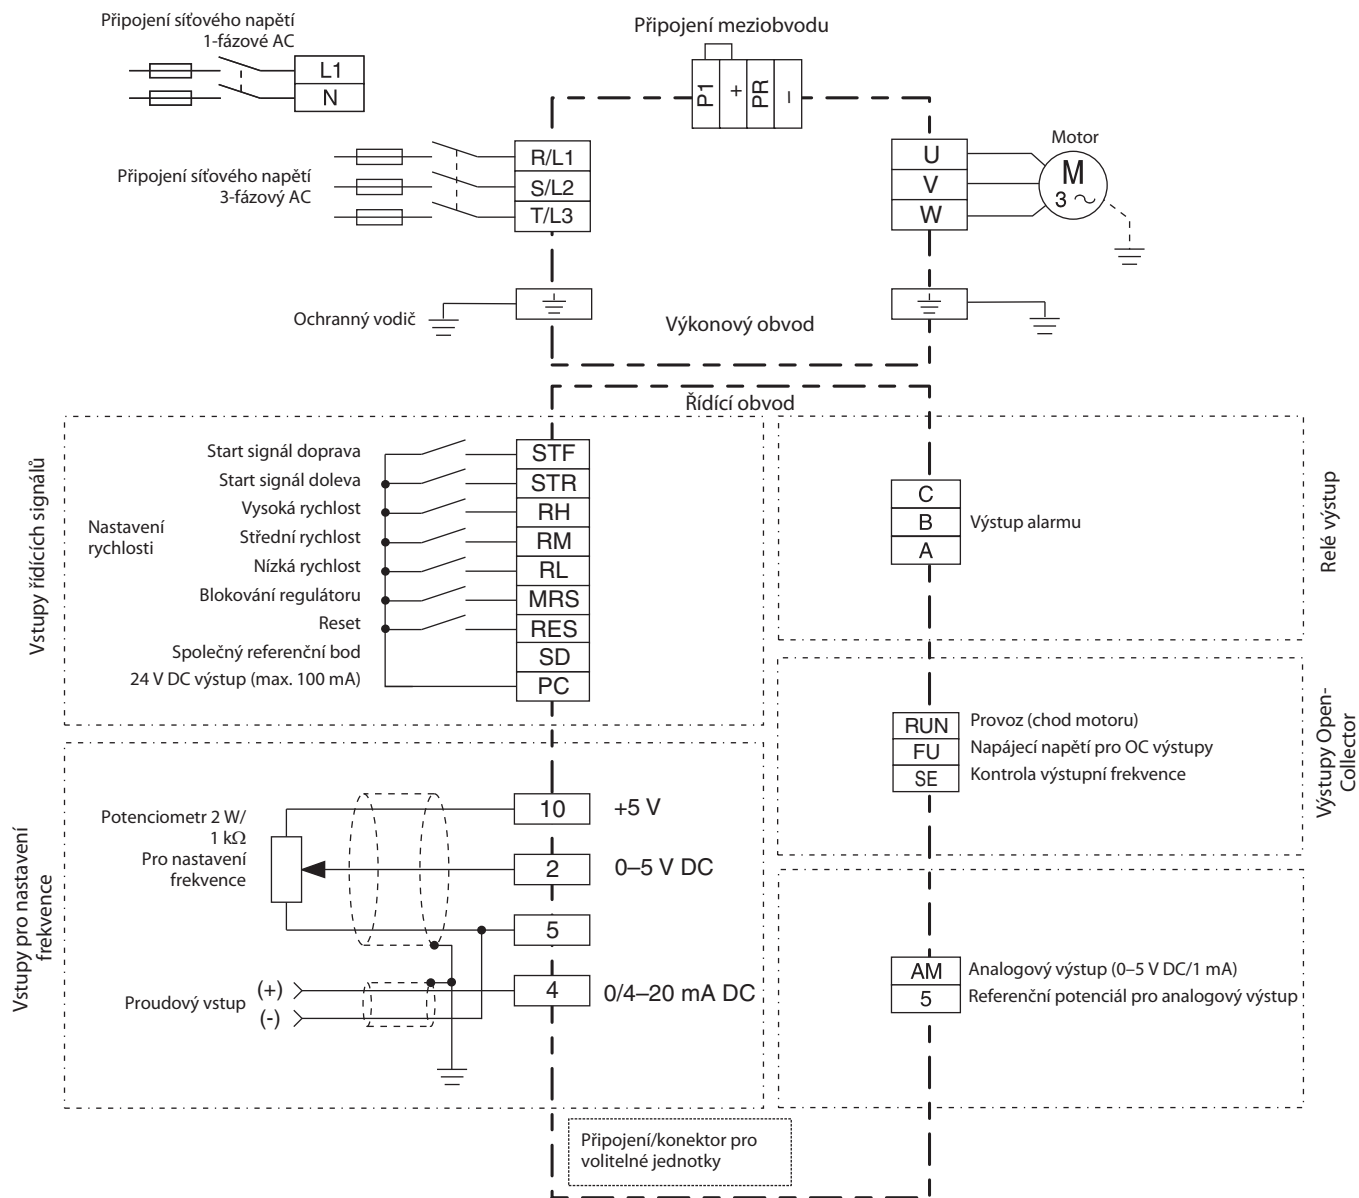 Připojení síťového napětí
1-fázové AC
L1
N
Připojení meziobvodu
P1
+
PR
–
Připojení síťového napětí
3-fázový AC
R/L1
S/L2
T/L3
U
V
W
Motor
M
3 ~
Ochranný vodič
Výkonový obvod
Řídící obvod
Vstupy řídících signálů
Nastavení
rychlosti
Start signál doprava
STF
Start signál doleva
STR
Vysoká rychlost
RH
Střední rychlost
RM
Nízká rychlost
RL
Blokování regulátoru
MRS
Reset
RES
Společný referenční bod
SD
24 V DC výstup (max. 100 mA)
PC
C
B
A
Výstup alarmu
Relé výstup
RUN
Provoz (chod motoru)
FU
Napájecí napětí pro OC výstupy
SE
Kontrola výstupní frekvence
Výstupy Open-
Collector
Vstupy pro nastavení
frekvence
Potenciometr 2 W/
1 kΩ
Pro nastavení
frekvence
10
+5 V
2
0–5 V DC
5
Proudový vstup
(+)
(-)
4
0/4–20 mA DC
AM
Analogový výstup (0–5 V DC/1 mA)
5
Referenční potenciál pro analogový výstup
Připojení/konektor pro
volitelné jednotky